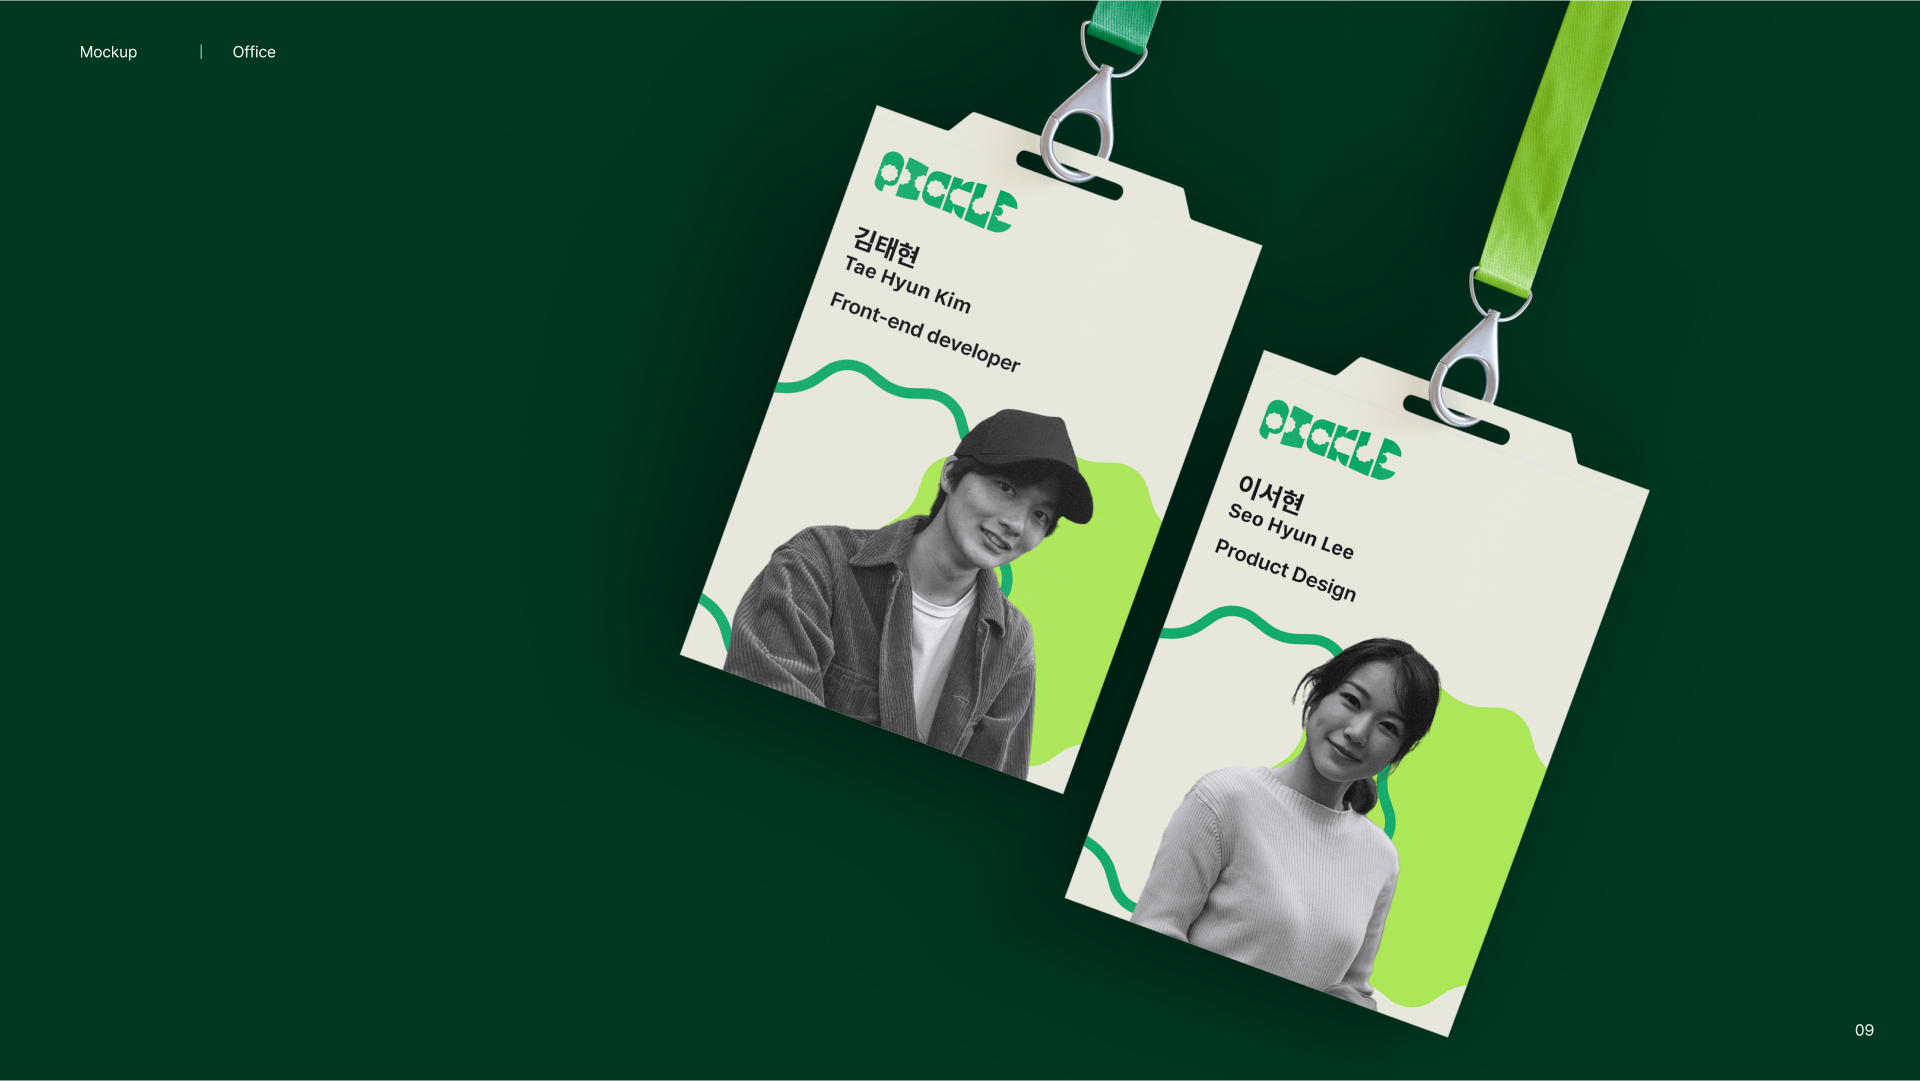 Mockup | Office
PICKLE
김태현
Tae Hyun Kim
Front-end developer
PICKLE
이서현
Seo Hyun Lee
Product Design
09